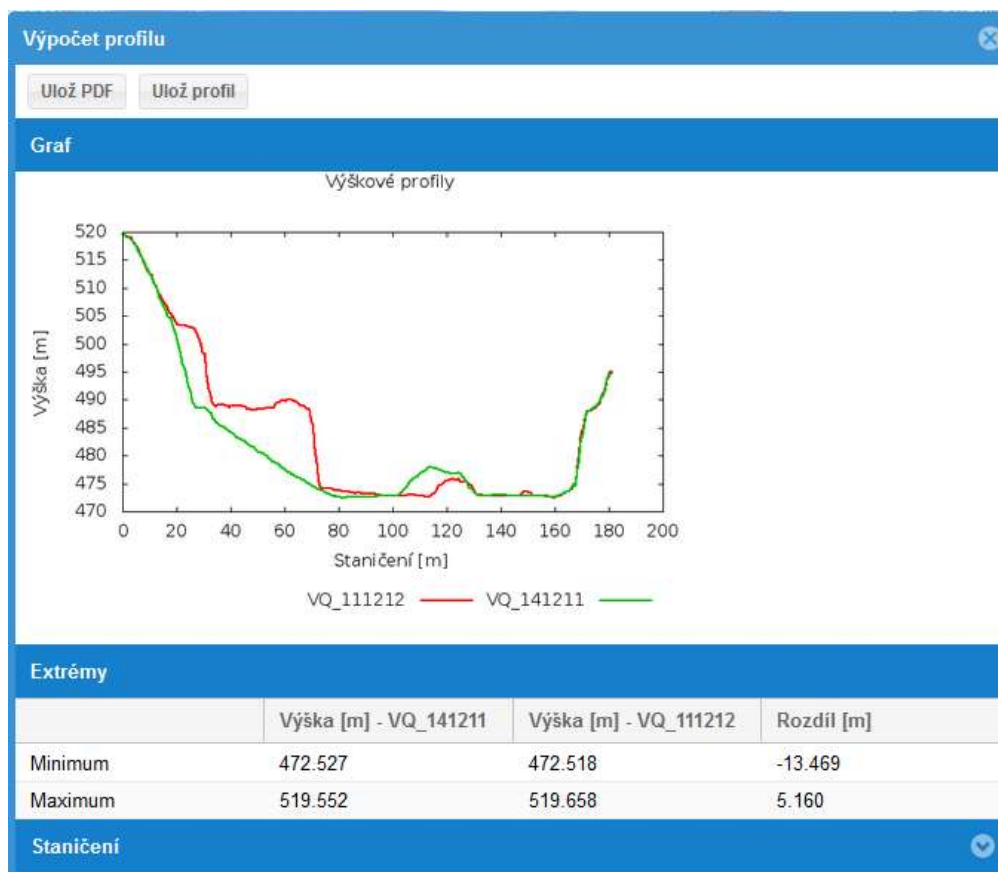 Výpočet profilu
Ulož PDF Ulož profil
Graf
Výškové profily
Výška [m]
520
515
510
505
500
495
490
485
480
475
470
0 20 40 60 80 100 120 140 160 180 200
Staničení [m]
VQ_111212 VQ_141211
Extrémy
Výška [m] - VQ_141211 Výška [m] - VQ_111212 Rozdíl [m]
Minimum 472.527 472.518 -13.469
Maximum 519.552 519.658 5.160
Staničení